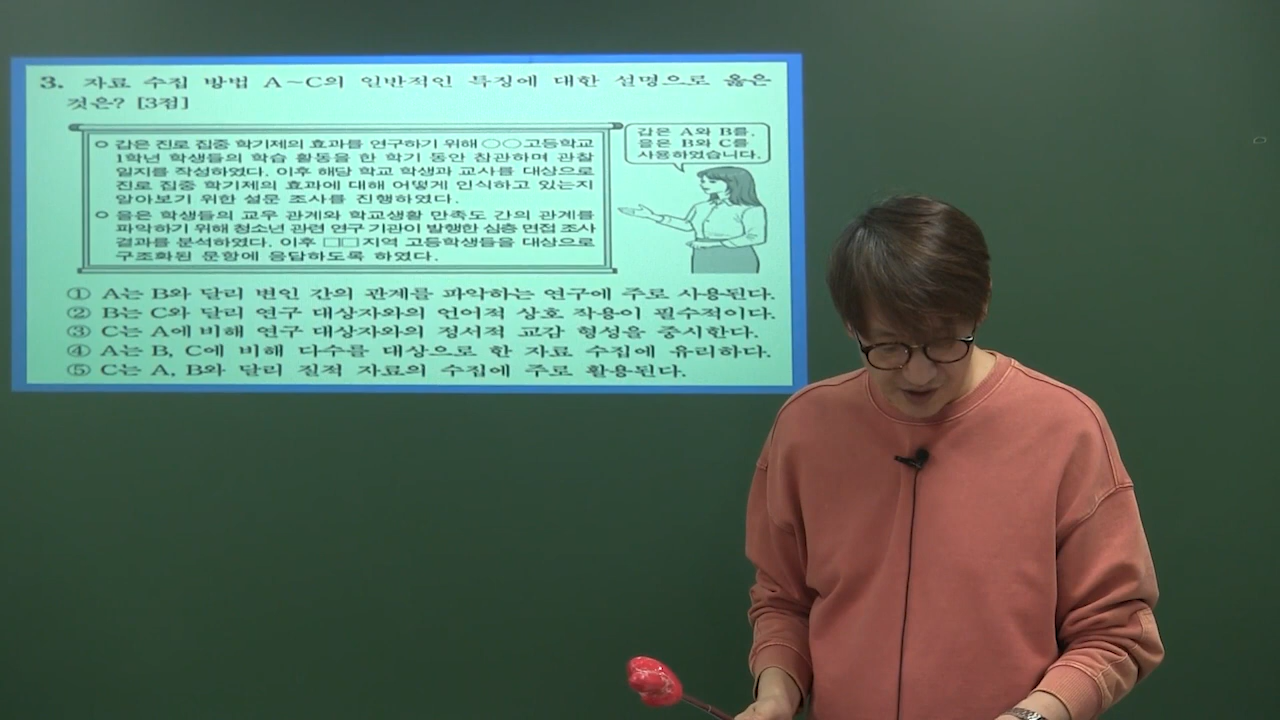 3. 자료 수집 방법 A～C의 일반적인 특징에 대한 설명으로 옳은
것은? [3점]
○ 갑은 진로 집중 학기제의 효과를 연구하기 위해 ○○고등학교
1학년 학생들의 학습 활동을 한 학기 동안 참관하며 관찰
일지를 작성하였다. 이후 해당 학교 학생과 교사를 대상으로
진로 집중 학기제의 효과에 대해 어떻게 인식하고 있는지
알아보기 위한 설문 조사를 진행하였다.
○ 을은 학생들의 교우 관계와 학교생활 만족도 간의 관계를
파악하기 위해 청소년 관련 연구 기관이 발행한 심층 면접 조사
결과를 분석하였다. 이후 □□지역 고등학생들을 대상으로
구조화된 문항에 응답하도록 하였다.
갑은 A와 B를,
을은 B와 C를
사용하였습니다.
① A는 B와 달리 변인 간의 관계를 파악하는 연구에 주로 사용된다.
② B는 C와 달리 연구 대상자와의 언어적 상호 작용이 필수적이다.
③ C는 A에 비해 연구 대상자와의 정서적 교감 형성을 중시한다.
④ A는 B, C에 비해 다수를 대상으로 한 자료 수집에 유리하다.
⑤ C는 A, B와 달리 질적 자료의 수집에 주로 활용된다.